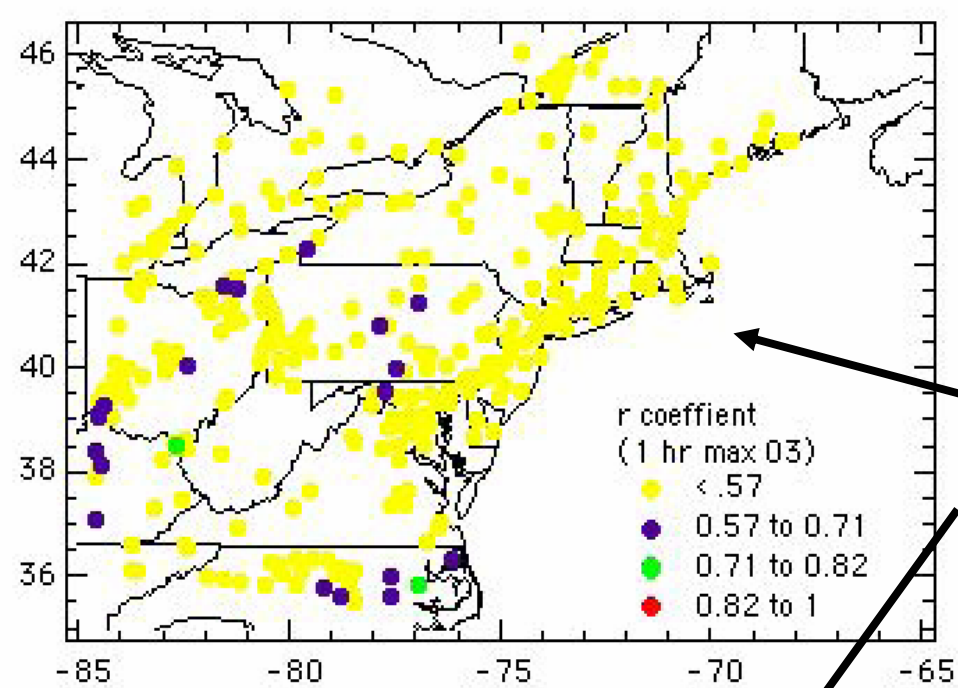 46
44
42
40
38
36
r coeffient
(1 hr max O3)
< .57
0.57 to 0.71
0.71 to 0.82
0.82 to 1
-85 -80 -75 -70 -65